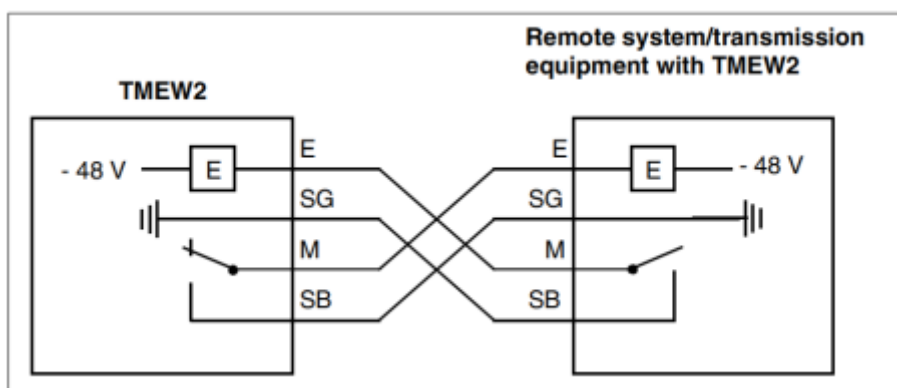 Remote system/transmission
equipment with TMEW2
TMEW2
E E
- 48 V E E - 48 V
SG SG
M M
SB SB